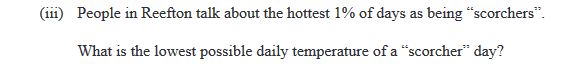 (iii) People in Reefton talk about the hottest 1% of days as being “scorchers”.
What is the lowest possible daily temperature of a “scorcher” day?